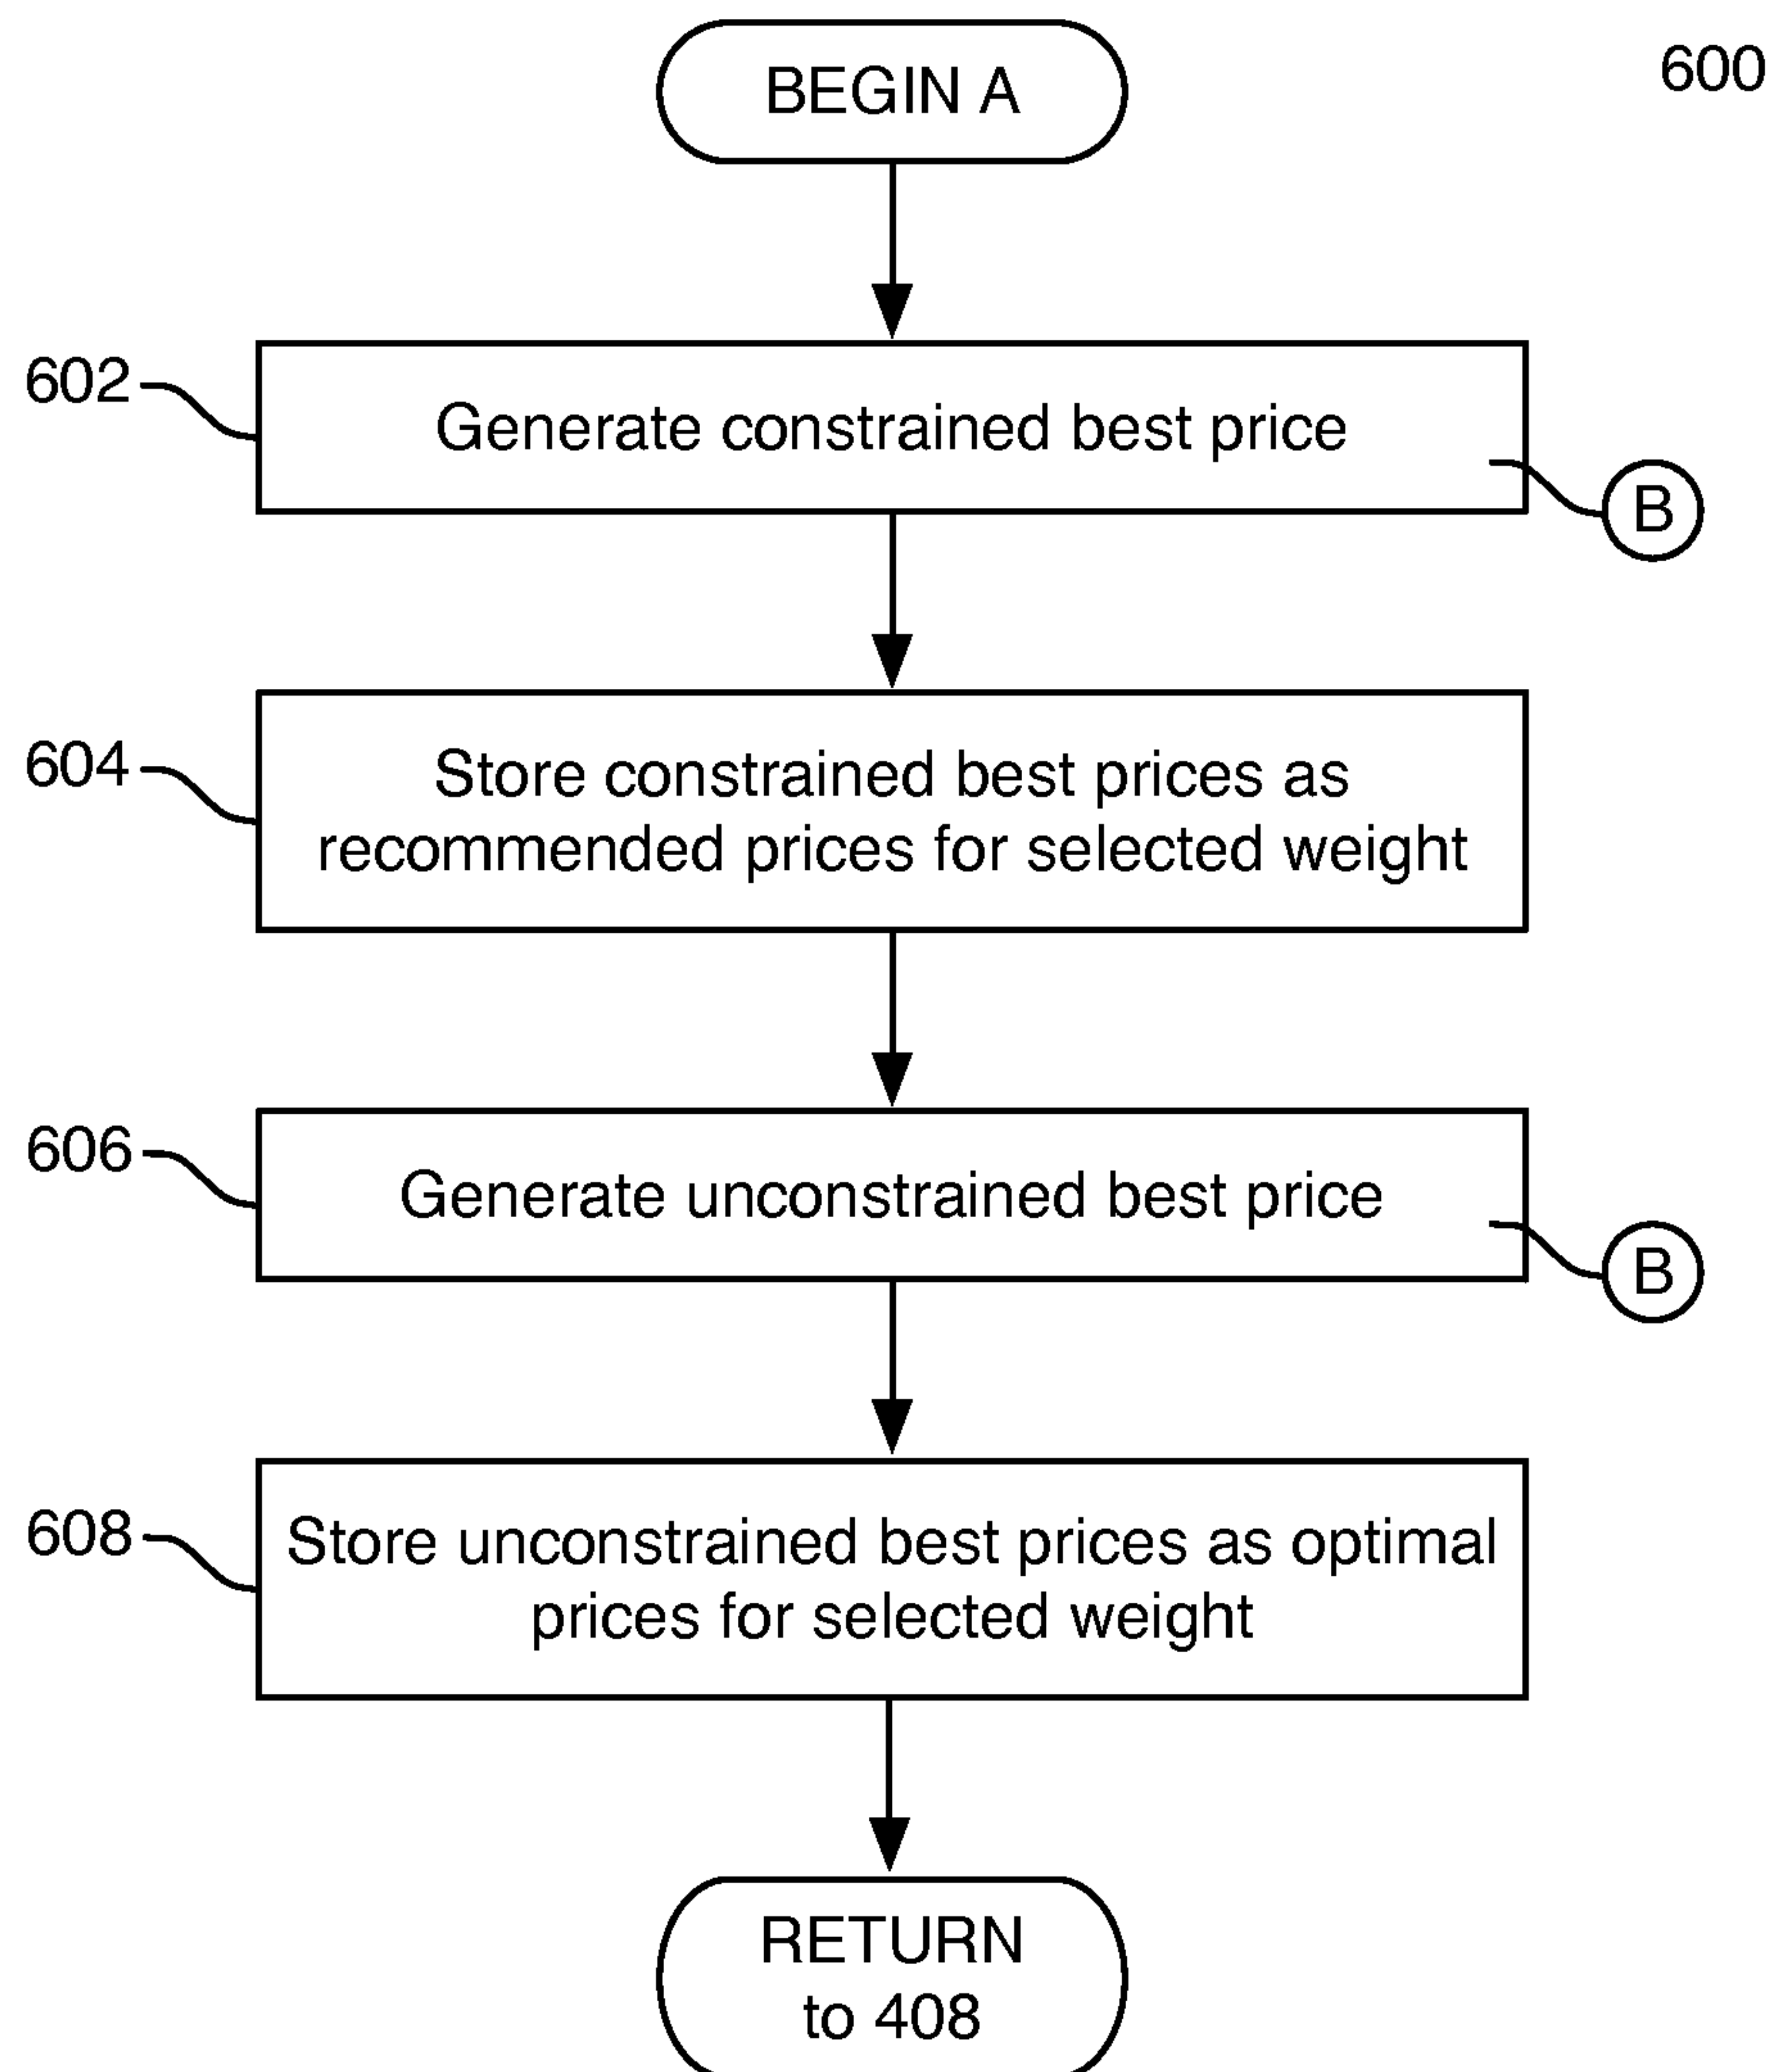 BEGIN A
600
602
Generate constrained best price
B
604
Store constrained best prices as
recommended prices for selected weight
606
Generate unconstrained best price
B
608
Store unconstrained best prices as optimal
prices for selected weight
RETURN
to 408